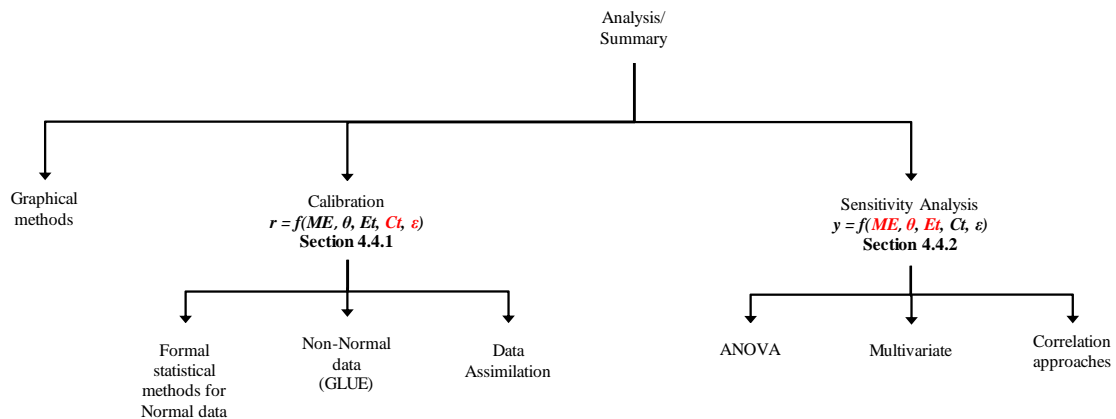 Analysis/
Summary
Graphical
methods
Calibration
r = f(ME, θ, Et, Ct, ε)
Section 4.4.1
Sensitivity Analysis
y = f(ME, θ, Et, Ct, ε)
Section 4.4.2
Formal
statistical
methods for
Normal data
Non-Normal
data
(GLUE)
Data
Assimilation
ANOVA
Multivariate
Correlation
approaches